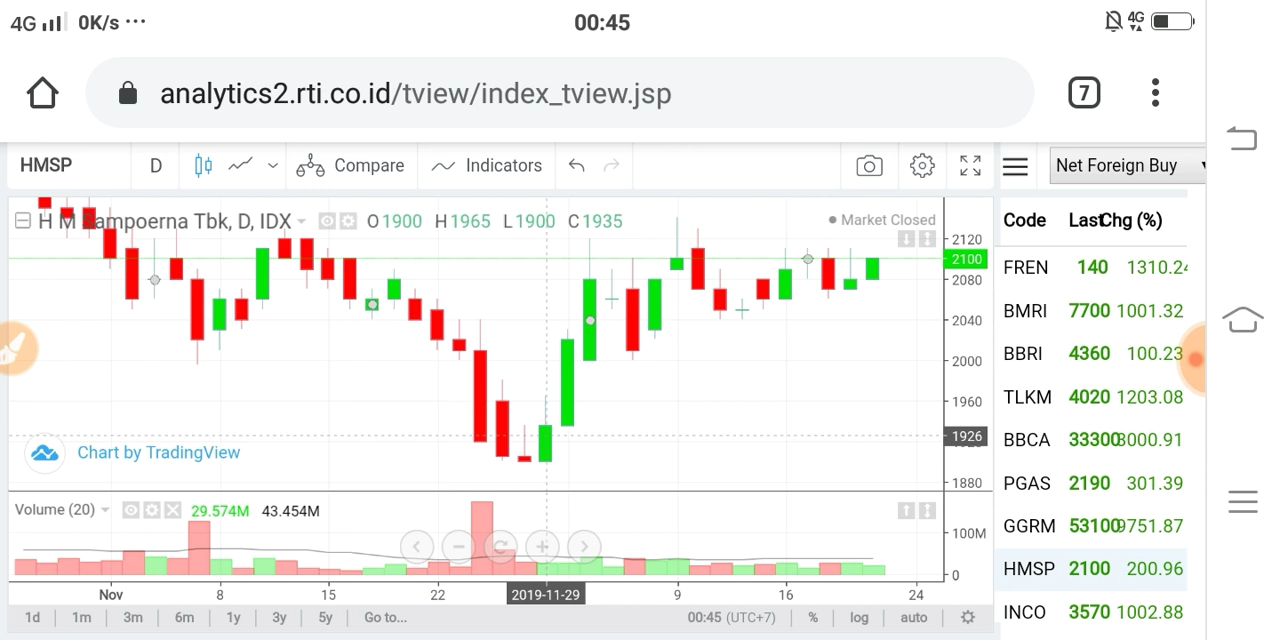 4G 0K/s ··· 00:45 4G
analytics2.rti.co.id/tview/index_tview.jsp 7
HMSP D Compare Indicators Net Foreign Buy
H M Sampoerna Tbk, D, IDX O1900 H1965 L1900 C1935 Market Closed
2120
2100
2080
2040
2000
1960
1926
1880
Chart by TradingView
Volume (20) 29.574M 43.454M
100M
0
Nov 8 15 22 2019-11-29 9 16 24
1d 1m 3m 6m 1y 3y 5y Go to... 00:45 (UTC+7) % log auto
Code Last Chg (%)
FREN 140 1310.24
BMRI 7700 1001.32
BBRI 4360 100.23
TLKM 4020 1203.08
BBCA 33300 3000.91
PGAS 2190 301.39
GGRM 53100 9751.87
HMSP 2100 200.96
INCO 3570 1002.88